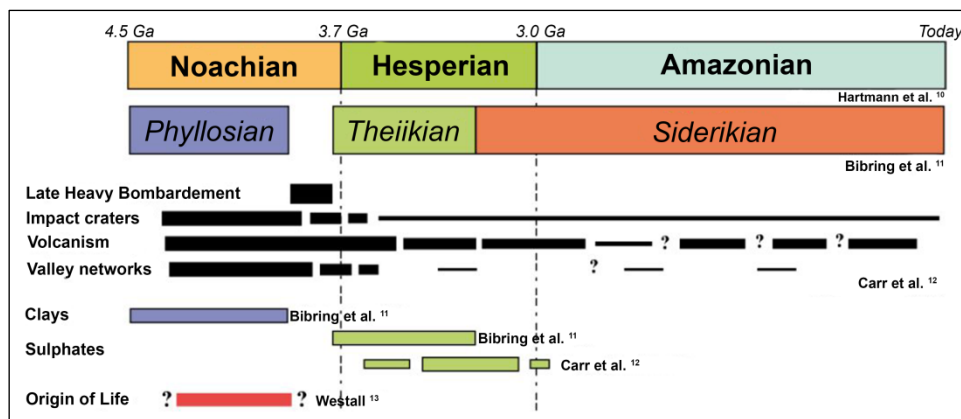 4.5 Ga 3.7 Ga 3.0 Ga Today
Noachian Hesperian Amazonian
Hartmann et al. ¹⁰
Phyllosian Theiikian Siderikian
Bibring et al. ¹¹
Late Heavy Bombardement
Impact craters
Volcanism ? ? ?
Valley networks ?
Carr et al. ¹²
Clays Bibring et al. ¹¹
Sulphates Bibring et al. ¹¹
Carr et al. ¹²
Origin of Life ? ? Westall ¹³